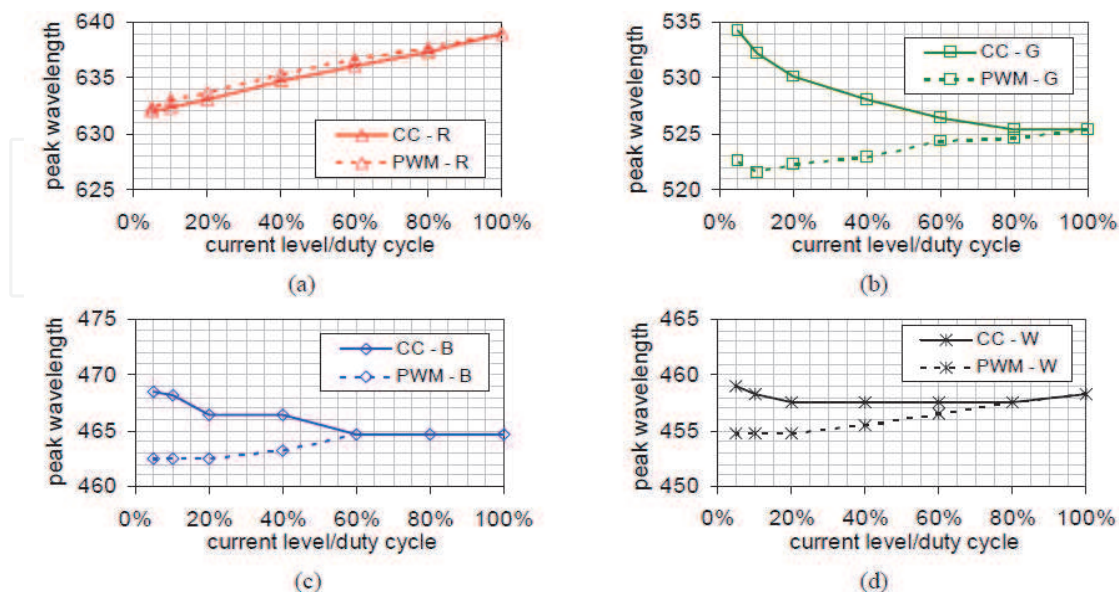 640
635
630
625
peak wavelength
CC - R
PWM - R
0% 20% 40% 60% 80% 100%
current level/duty cycle
(a)
535
530
525
520
peak wavelength
CC - G
PWM - G
0% 20% 40% 60% 80% 100%
current level/duty cycle
(b)
475
470
465
460
peak wavelength
CC - B
PWM - B
0% 20% 40% 60% 80% 100%
current level/duty cycle
(c)
465
460
455
450
peak wavelength
CC - W
PWM - W
0% 20% 40% 60% 80% 100%
current level/duty cycle
(d)